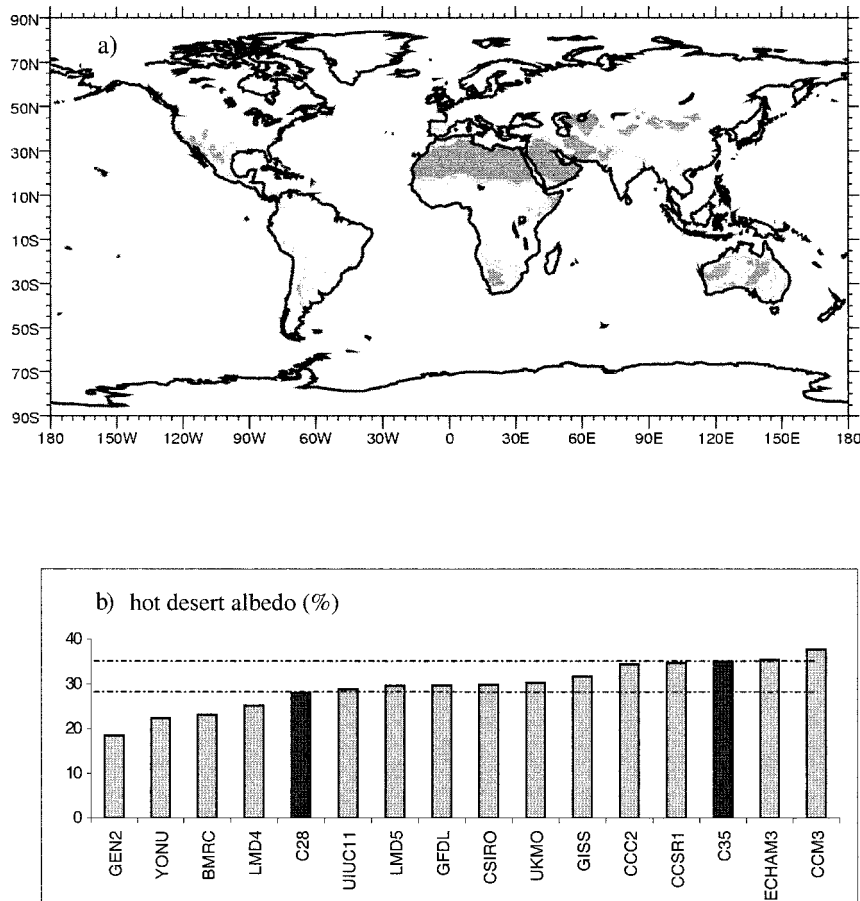 90N
a)
70N
50N
30N
10N
10S
30S
50S
70S
90S
180 150W 120W 90W 60W 30W 0 30E 60E 90E 120E 150E 180
b) hot desert albedo (%)
40
30
20
10
0
GEN2 YONU BMRC LMD4 C28 UIUC11 LMD5 GFDL CSIRO UKMO GISS CCC2 CCSR1 C35 ECHAM3 CCM3